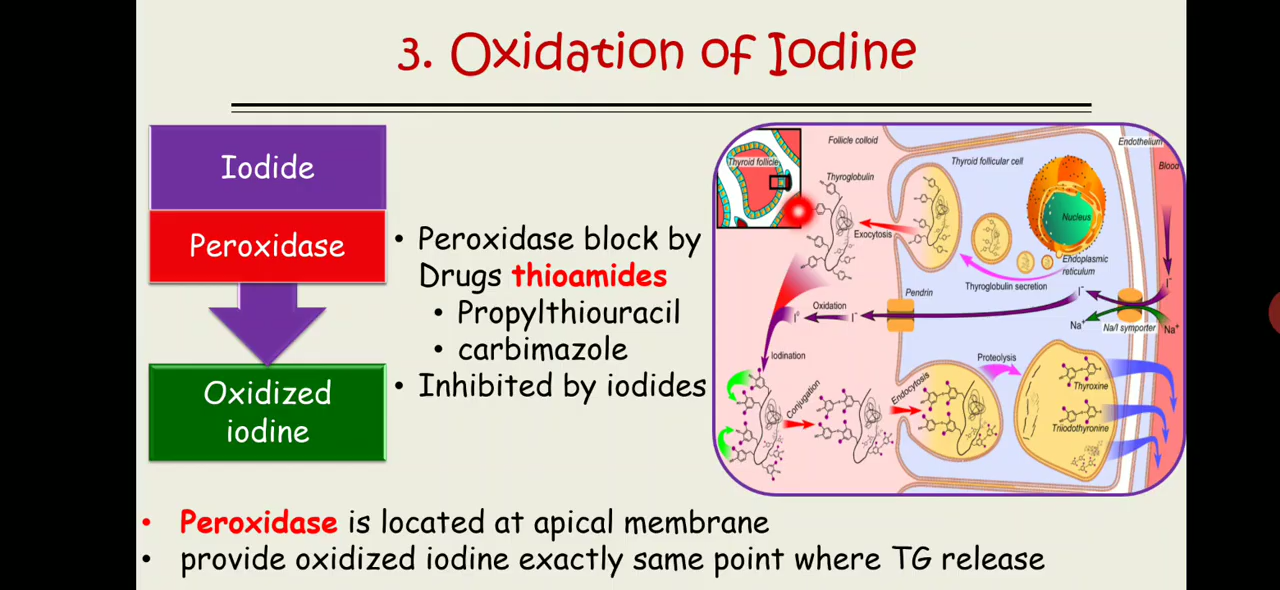 3. Oxidation of Iodine
Iodide
Peroxidase
Oxidized
iodine
• Peroxidase block by
Drugs thioamides
• Propylthiouracil
• carbimazole
• Inhibited by iodides
Thyroid follicle
Follicle colloid
Thyroglobulin
Exocytosis
Thyroid follicular cell
Nucleus
Endoplasmic
reticulum
Thyroglobulin secretion
Endothelium
Blood
Pendrin
Oxidation
I⁰
I⁻
I⁻
I⁻
Na⁺
Na/I symporter
Na⁺
Iodination
Conjugation
Endocytosis
Proteolysis
Thyroxine
Triiodothyronine
• Peroxidase is located at apical membrane
• provide oxidized iodine exactly same point where TG release